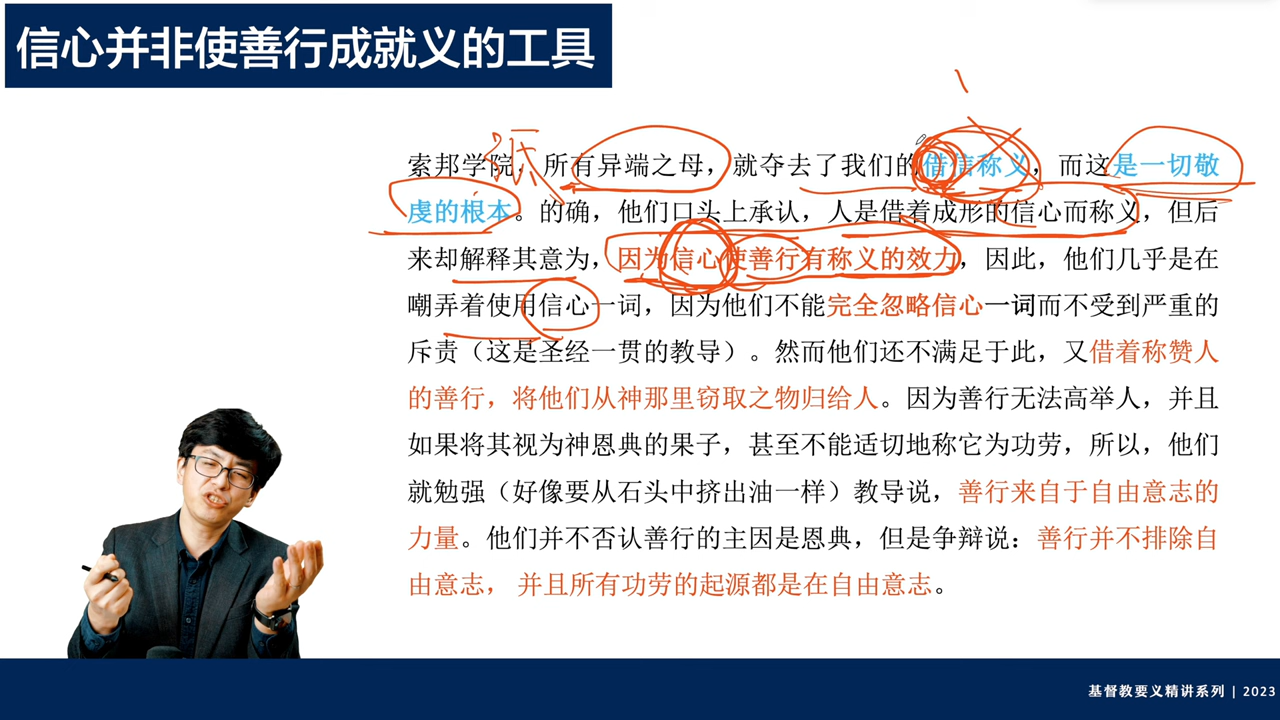 信心并非使善行成就义的工具
索邦学院，所有异端之母，就夺去了我们的借信称义，而这是一切敬
虔的根本。的确，他们口头上承认，人是借着成形的信心而称义，但后
来却解释其意为，因为信心使善行有称义的效力，因此，他们几乎是在
嘲弄着使用信心一词，因为他们不能完全忽略信心一词而不受到严重的
斥责（这是圣经一贯的教导）。然而他们还不满足于此，又借着称赞人
的善行，将他们从神那里窃取之物归给人。因为善行无法高举人，并且
如果将其视为神恩典的果子，甚至不能适切地称它为功劳，所以，他们
就勉强（好像要从石头中挤出油一样）教导说，善行来自于自由意志的
力量。他们并不否认善行的主因是恩典，但是争辩说：善行并不排除自
由意志， 并且所有功劳的起源都是在自由意志。
基督教要义精讲系列 | 2023